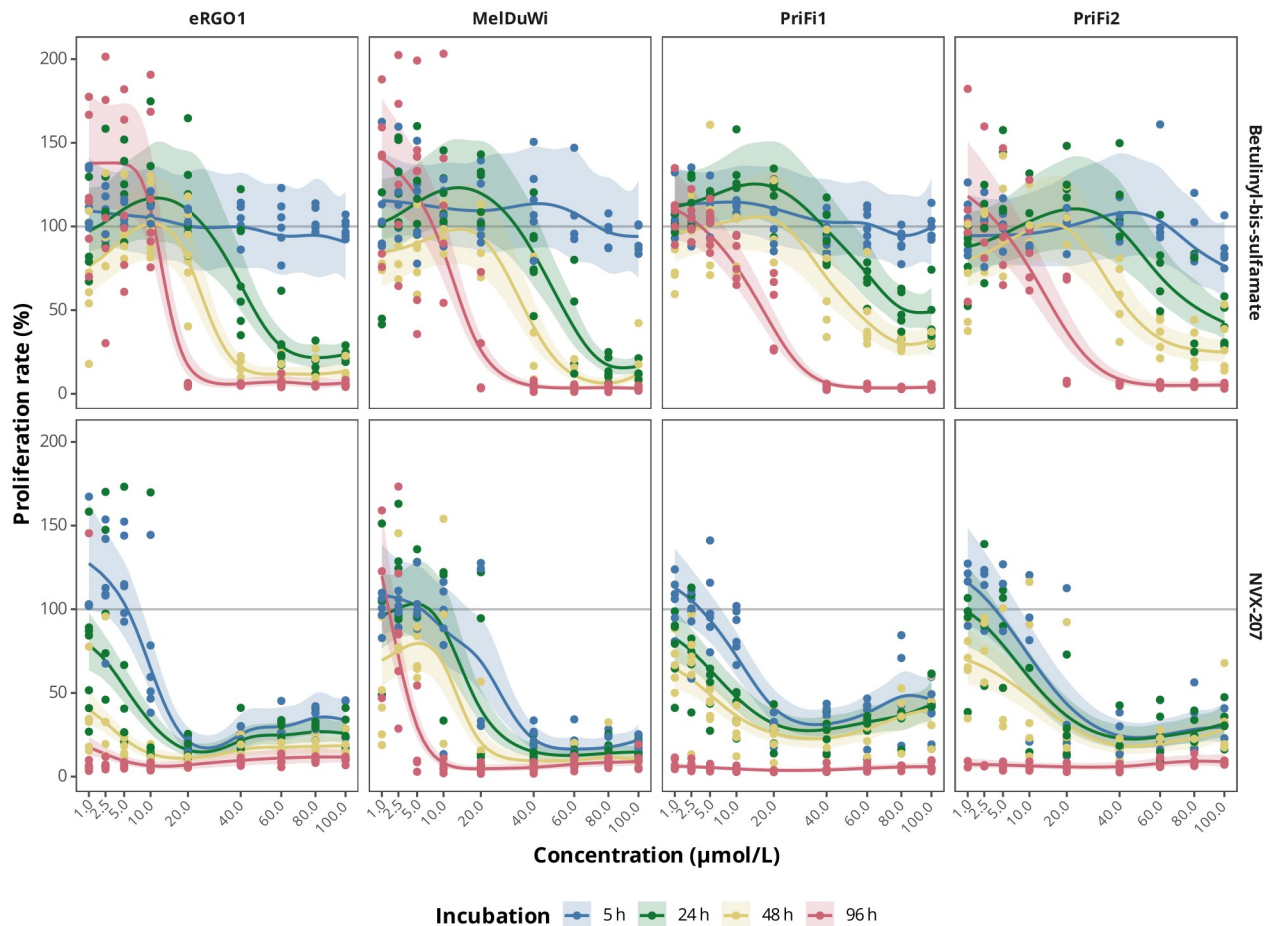 eRGO1 MelDuWi PriFi1 PriFi2
200
150
100
50
0
Betulinyl-bis-sulfamate
Proliferation rate (%)
200
150
100
50
0
NVX-207
1.0 2.5 5.0 10.0 20.0 40.0 60.0 80.0 100.0 1.0 2.5 5.0 10.0 20.0 40.0 60.0 80.0 100.0 1.0 2.5 5.0 10.0 20.0 40.0 60.0 80.0 100.0 1.0 2.5 5.0 10.0 20.0 40.0 60.0 80.0 100.0
Concentration (μmol/L)
Incubation 5 h 24 h 48 h 96 h